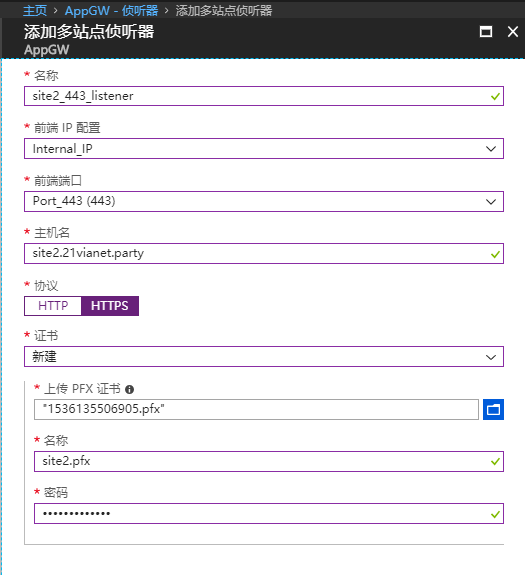 主页 > AppGW - 侦听器 > 添加多站点侦听器
添加多站点侦听器
AppGW
* 名称
site2_443_listener
* 前端 IP 配置
Internal_IP
* 前端端口
Port_443 (443)
* 主机名
site2.21vianet.party
* 协议
HTTP HTTPS
* 证书
新建
* 上传 PFX 证书
"1536135506905.pfx"
* 名称
site2.pfx
* 密码
•••••••••••••